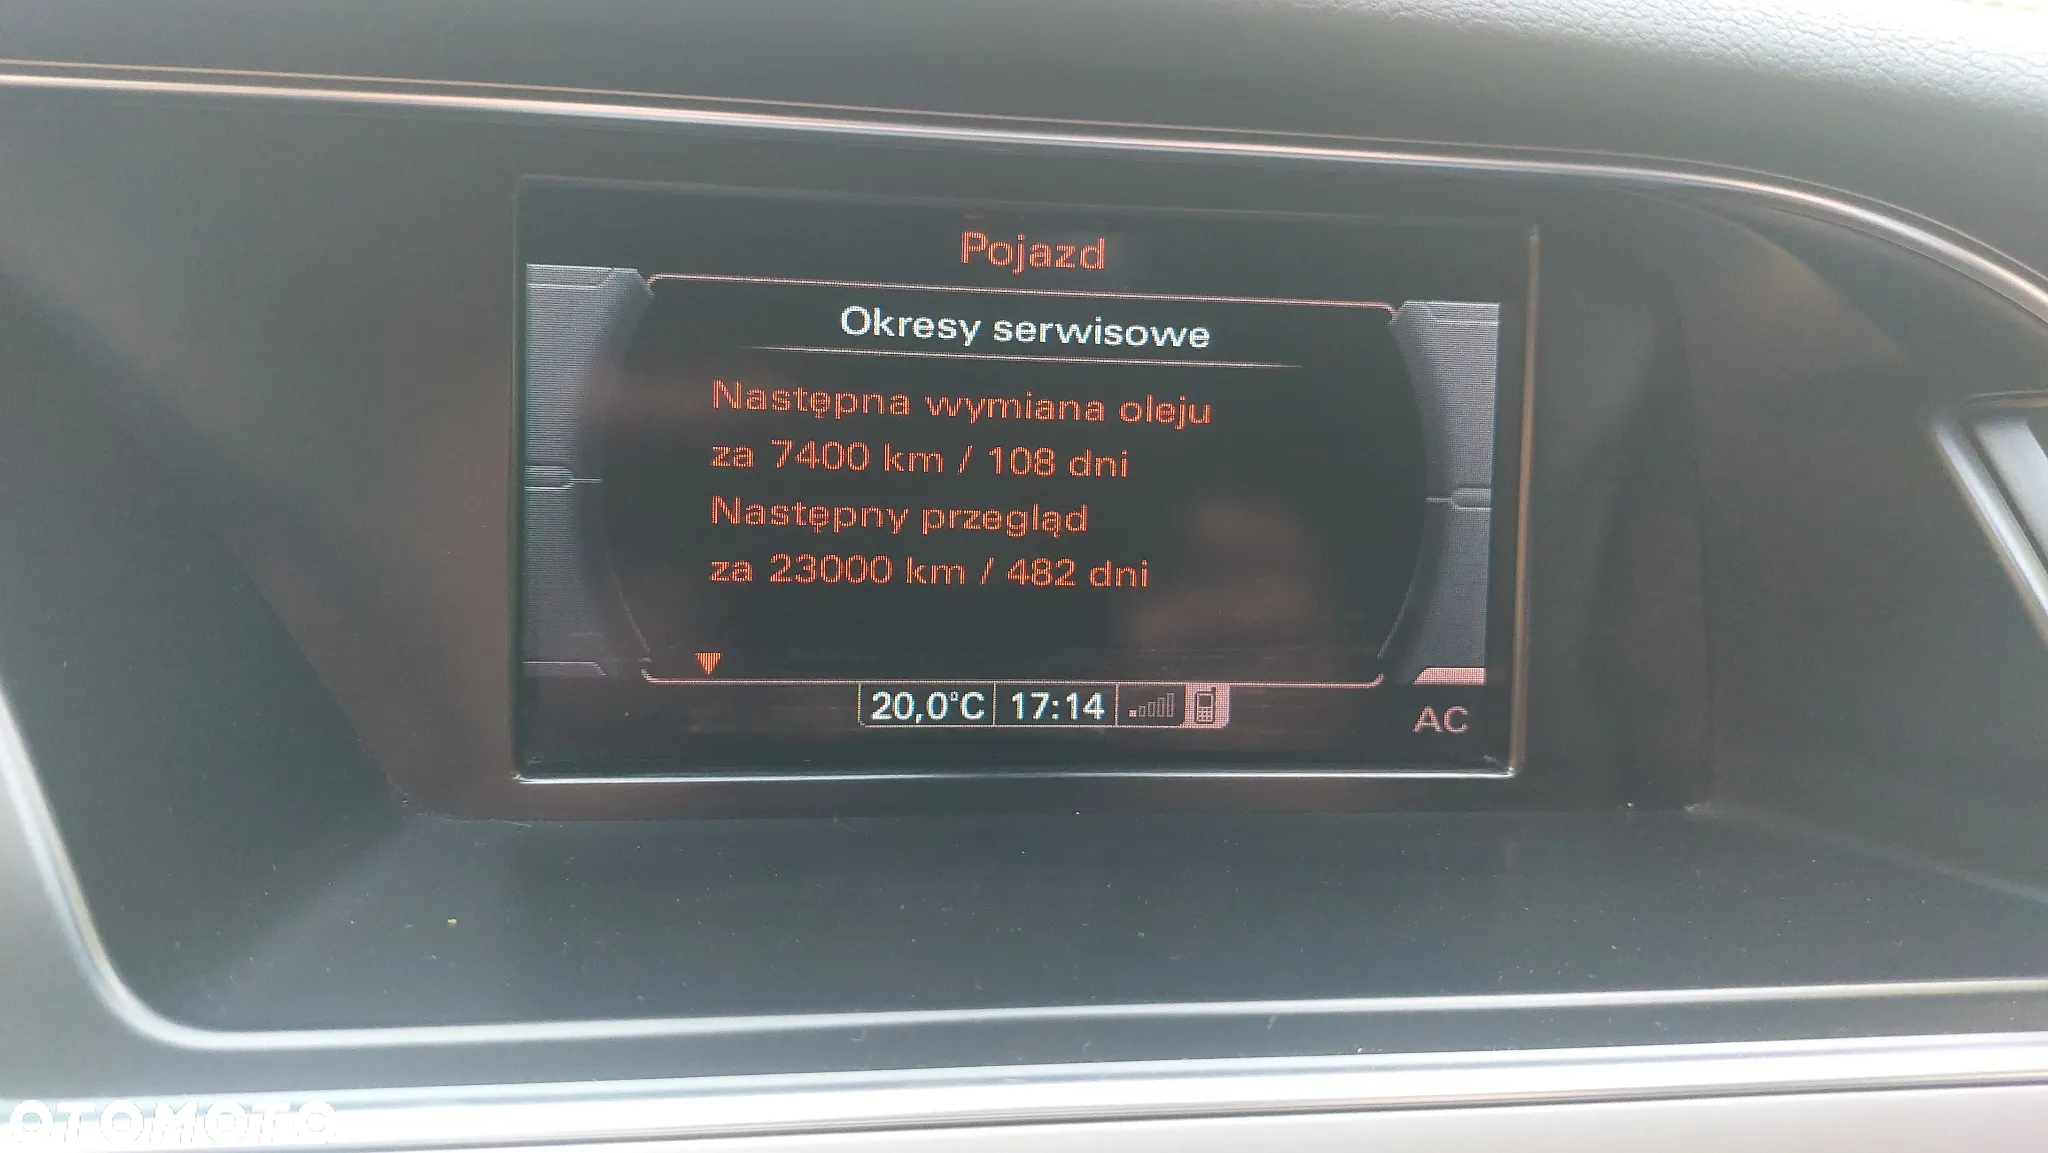 Pojazd
Okresy serwisowe
Następna wymiana oleju
za 7400 km / 108 dni
Następny przegląd
za 23000 km / 482 dni
20,0°C 17:14
AC
OTOMOTO